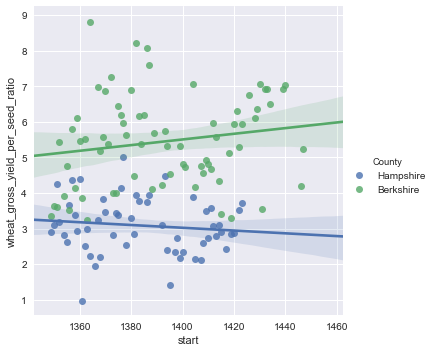 9
8
7
6
5
4
3
2
1
wheat_gross_yield_per_seed_ratio
1360 1380 1400 1420 1440 1460
start
County
Hampshire
Berkshire